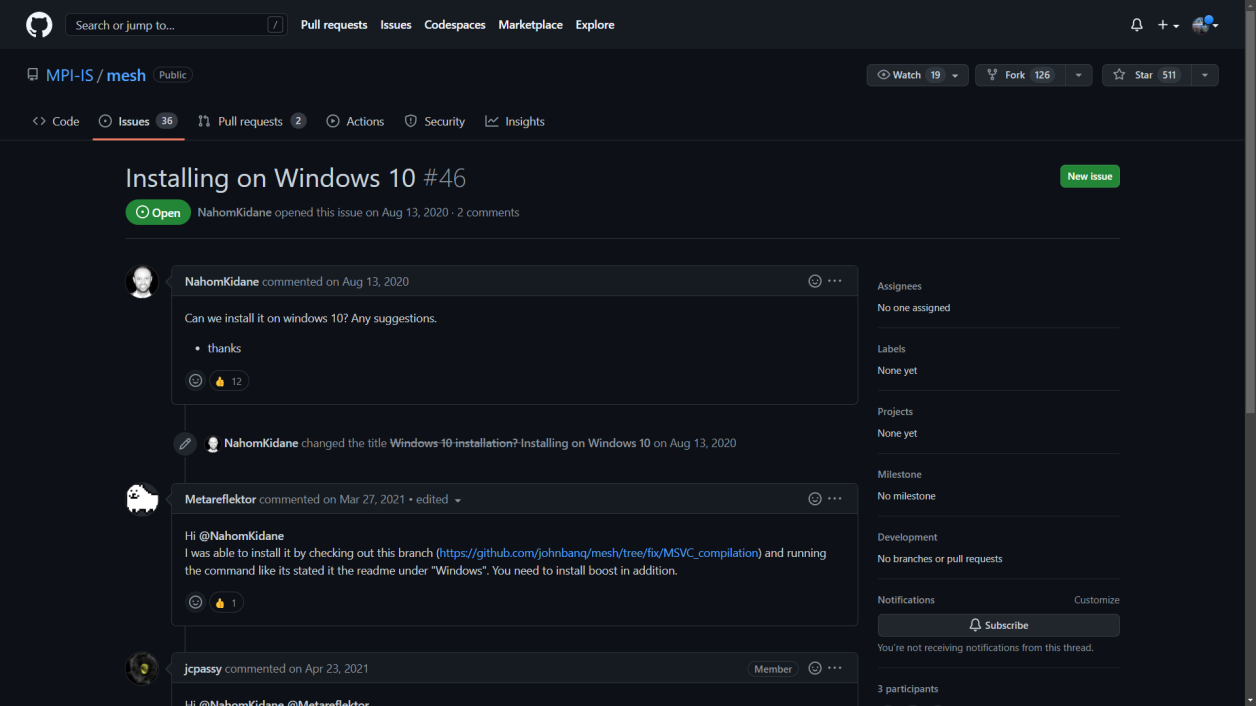 Search or jump to... /
Pull requests Issues Codespaces Marketplace Explore
MPI-IS / mesh Public
Watch 19 Fork 126 Star 511
Code Issues 36 Pull requests 2 Actions Security Insights
Installing on Windows 10 #46
New issue
Open NahomKidane opened this issue on Aug 13, 2020 · 2 comments
NahomKidane commented on Aug 13, 2020
Can we install it on windows 10? Any suggestions.
• thanks
👍 12
NahomKidane changed the title Windows 10 installation? Installing on Windows 10 on Aug 13, 2020
Metareflektor commented on Mar 27, 2021 • edited
Hi @NahomKidane
I was able to install it by checking out this branch (https://github.com/johnbanq/mesh/tree/fix/MSVC_compilation) and running
the command like its stated it the readme under "Windows". You need to install boost in addition.
👍 1
jcpassy commented on Apr 23, 2021 Member
Hi @NahomKidane @Metareflektor
Assignees
No one assigned
Labels
None yet
Projects
None yet
Milestone
No milestone
Development
No branches or pull requests
Notifications Customize
Subscribe
You're not receiving notifications from this thread.
3 participants